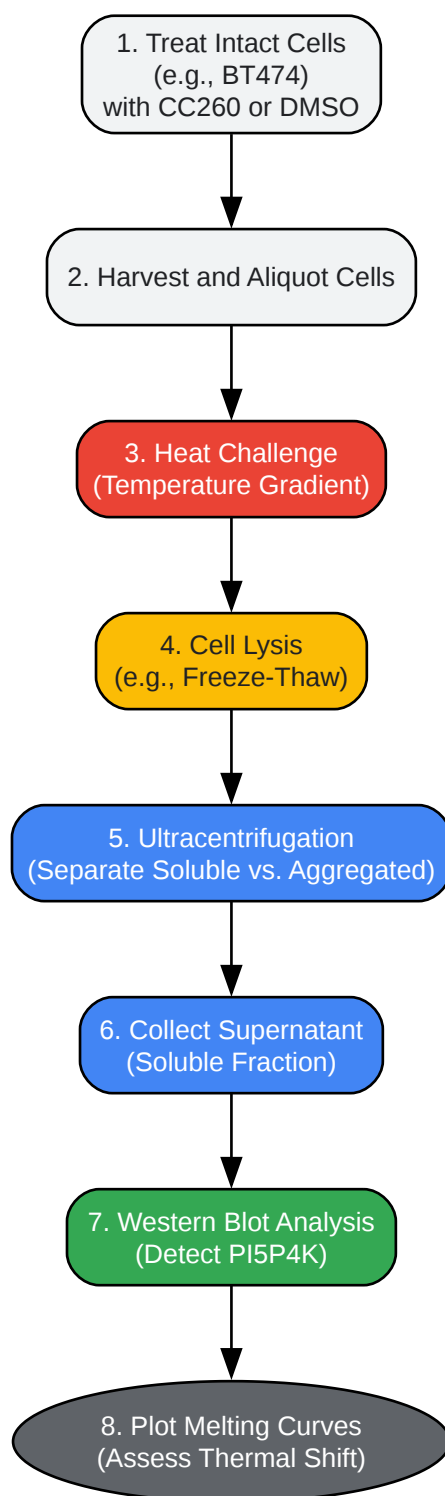 1. Treat Intact Cells
(e.g., BT474)
with CC260 or DMSO
2. Harvest and Aliquot Cells
3. Heat Challenge
(Temperature Gradient)
4. Cell Lysis
(e.g., Freeze-Thaw)
5. Ultracentrifugation
(Separate Soluble vs. Aggregated)
6. Collect Supernatant
(Soluble Fraction)
7. Western Blot Analysis
(Detect PI5P4K)
8. Plot Melting Curves
(Assess Thermal Shift)